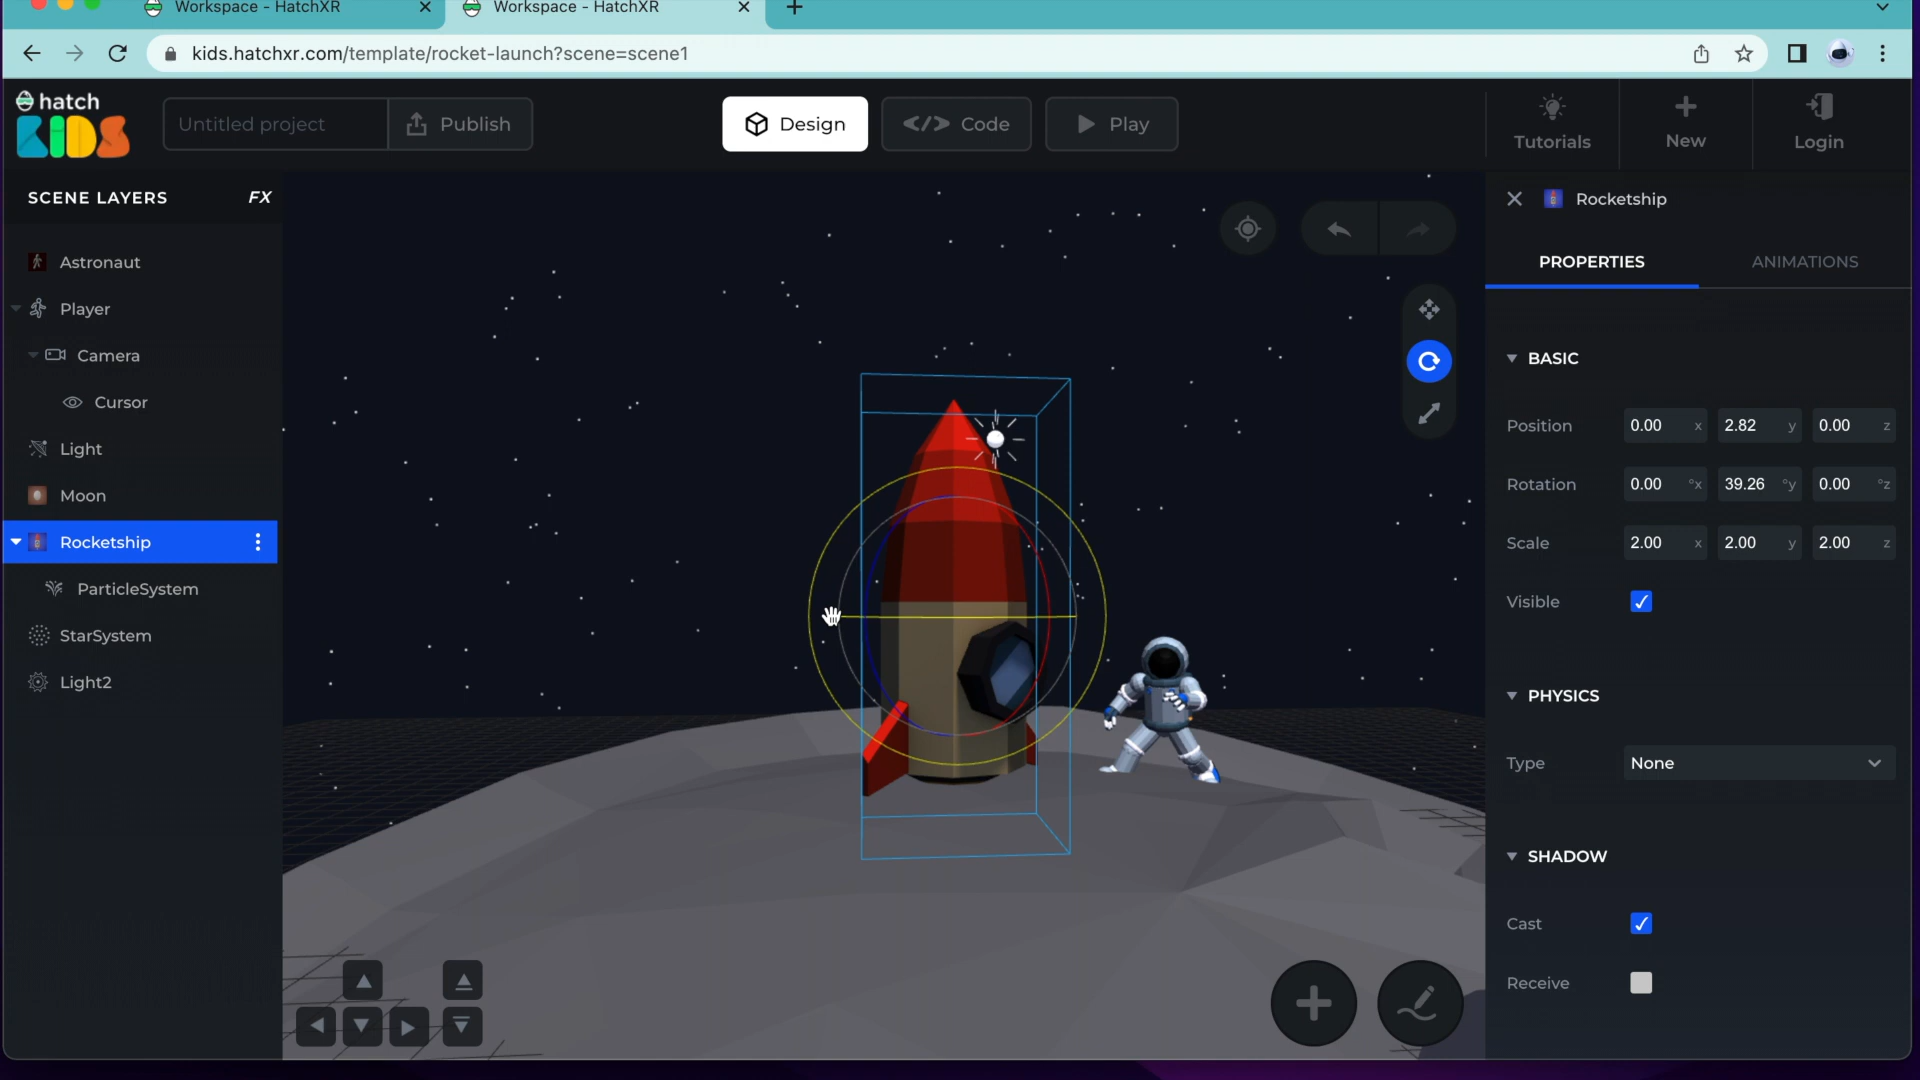 Workspace - HatchXR
Workspace - HatchXR
kids.hatchxr.com/template/rocket-launch?scene=scene1
hatch
KIDS
Untitled project
Publish
Design
</> Code
Play
Tutorials
New
Login
SCENE LAYERS
FX
Astronaut
Player
Camera
Cursor
Light
Moon
Rocketship
ParticleSystem
StarSystem
Light2
Rocketship
PROPERTIES
ANIMATIONS
BASIC
Position 0.00 x 2.82 y 0.00 z
Rotation 0.00 °x 39.26 °y 0.00 °z
Scale 2.00 x 2.00 y 2.00 z
Visible
PHYSICS
Type None
SHADOW
Cast
Receive